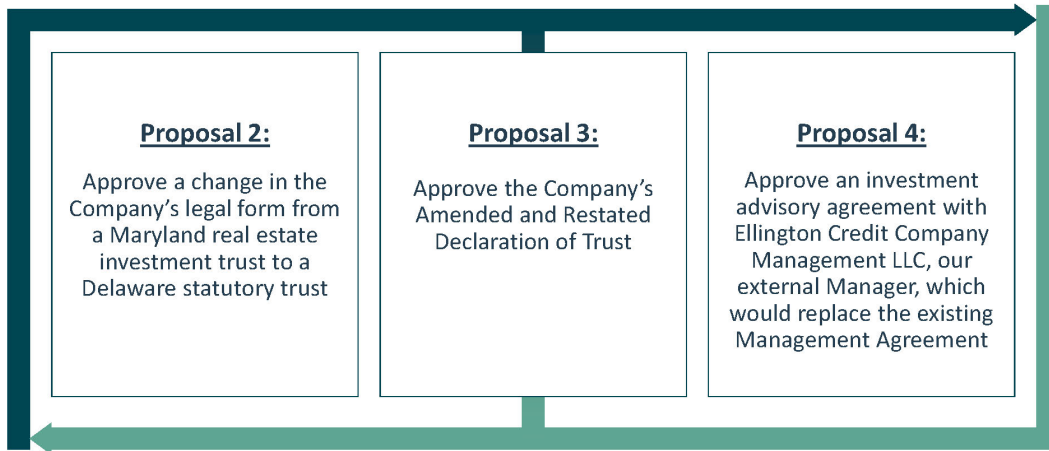 Proposal 2:
Approve a change in the
Company’s legal form from
a Maryland real estate
investment trust to a
Delaware statutory trust
Proposal 3:
Approve the Company’s
Amended and Restated
Declaration of Trust
Proposal 4:
Approve an investment
advisory agreement with
Ellington Credit Company
Management LLC, our
external Manager, which
would replace the existing
Management Agreement